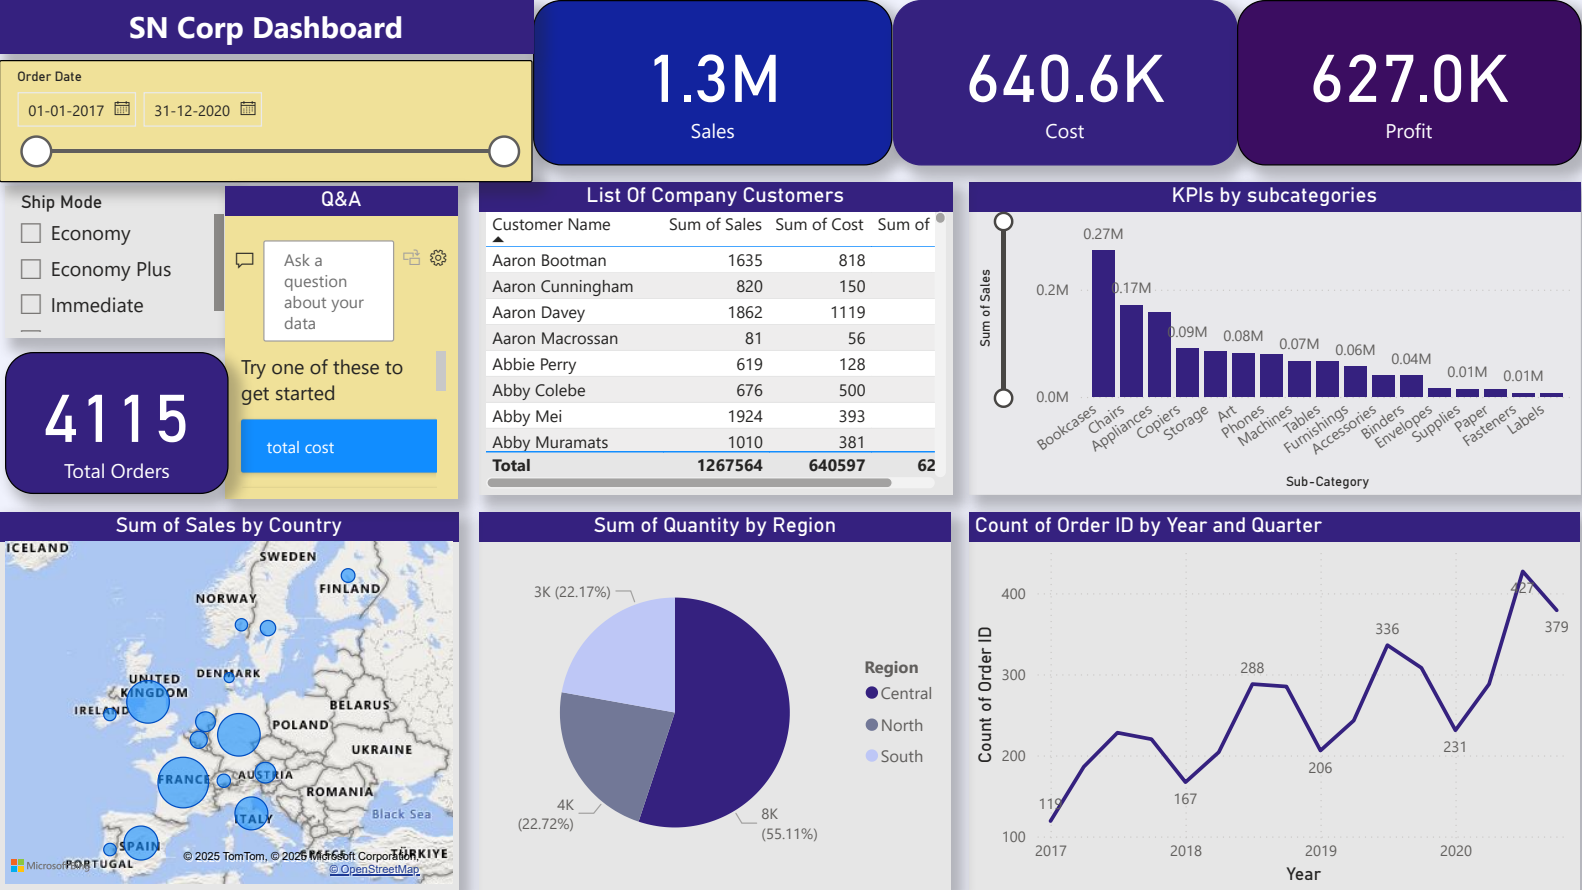 SN Corp Dashboard
Order Date
01-01-2017
31-12-2020
1.3M
Sales
640.6K
Cost
627.0K
Profit
Ship Mode
Economy
Economy Plus
Immediate
4115
Total Orders
Q&A
Ask a
question
about your
data
Try one of these to
get started
total cost
List Of Company Customers
Customer Name Sum of Sales Sum of Cost Sum of
Aaron Bootman 1635 818
Aaron Cunningham 820 150
Aaron Davey 1862 1119
Aaron Macrossan 81 56
Abbie Perry 619 128
Abby Colebe 676 500
Abby Mei 1924 393
Abby Muramats 1010 381
Total 1267564 640597 62
KPIs by subcategories
Sum of Sales
0.2M
0.0M
0.27M
0.17M
0.09M
0.08M
0.07M
0.06M
0.04M
0.01M
0.01M
Bookcases
Chairs
Appliances
Copiers
Storage
Art
Phones
Machines
Tables
Furnishings
Accessories
Binders
Envelopes
Supplies
Paper
Fasteners
Labels
Sub-Category
Sum of Sales by Country
ICELAND
SWEDEN
FINLAND
NORWAY
DENMARK
UNITED
KINGDOM
IRELAND
BELARUS
POLAND
UKRAINE
FRANCE
AUSTRIA
ROMANIA
ITALY
Black Sea
SPAIN
PORTUGAL
GREECE
TÜRKIYE
Microsoft Bing
© 2025 TomTom, © 2025 Microsoft Corporation,
© OpenStreetMap
Sum of Quantity by Region
3K (22.17%)
4K
(22.72%)
8K
(55.11%)
Region
Central
North
South
Count of Order ID by Year and Quarter
Count of Order ID
400
300
200
100
119
167
288
206
336
231
427
379
2017
2018
2019
2020
Year